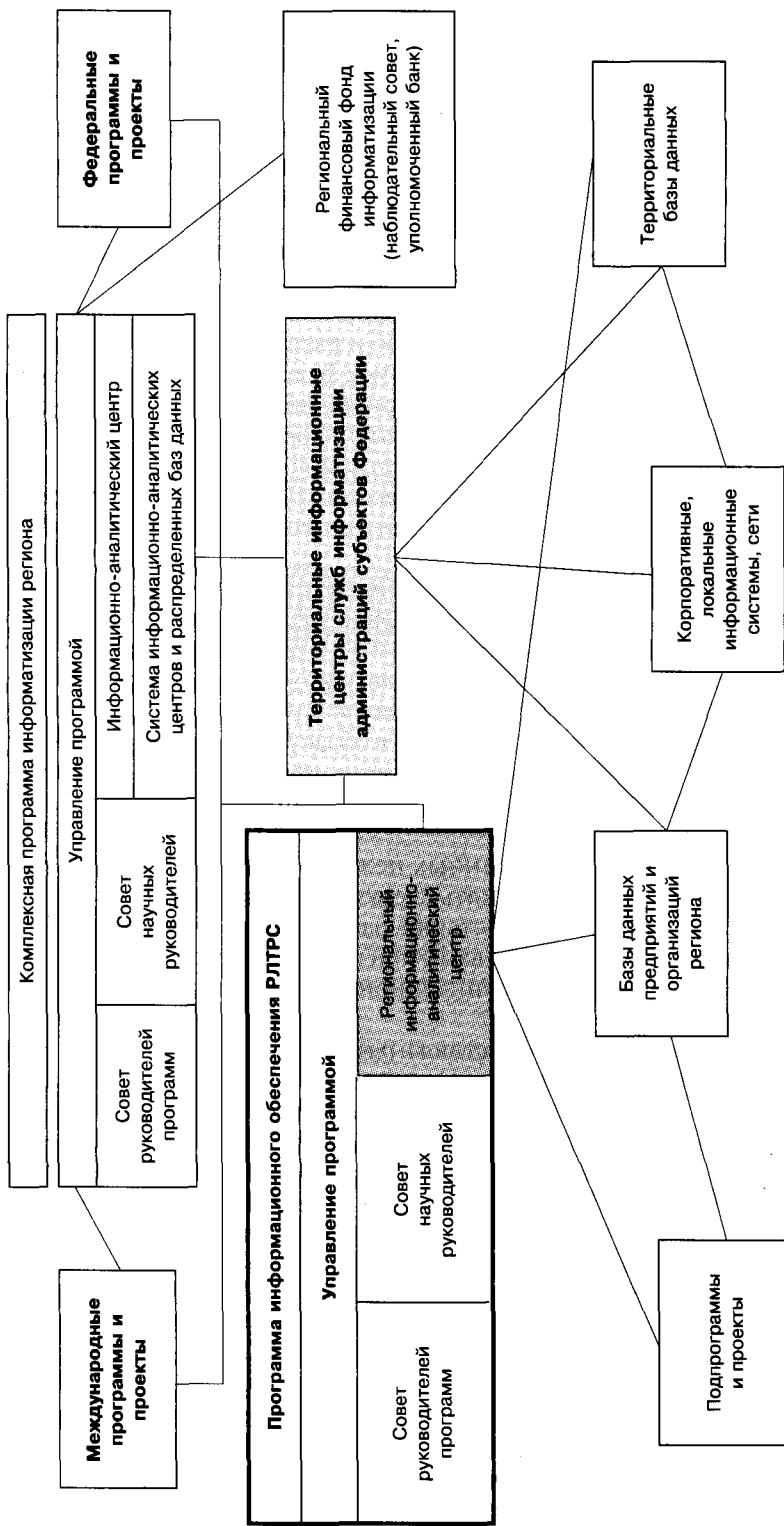 Комплексная программа информатизации региона
Управление программой
Совет
руководителей
программ
Совет
научных
руководителей
Информационно-аналитический центр
Система информационно-аналитических
центров и распределенных баз данных
Международные
программы и
проекты
Федеральные
программы и
проекты
Программа информационного обеспечения РЛТРС
Управление программой
Совет
руководителей
программ
Совет
научных
руководителей
Региональный
информационно-
аналитический
центр
Территориальные информационные
центры служб информатизации
администраций субъектов Федерации
Региональный
финансовый фонд
информатизации
(наблюдательный совет,
уполномоченный банк)
Подпрограммы
и проекты
Базы данных
предприятий и
организаций
региона
Корпоративные,
локальные
информационные
системы, сети
Территориальные
базы данных